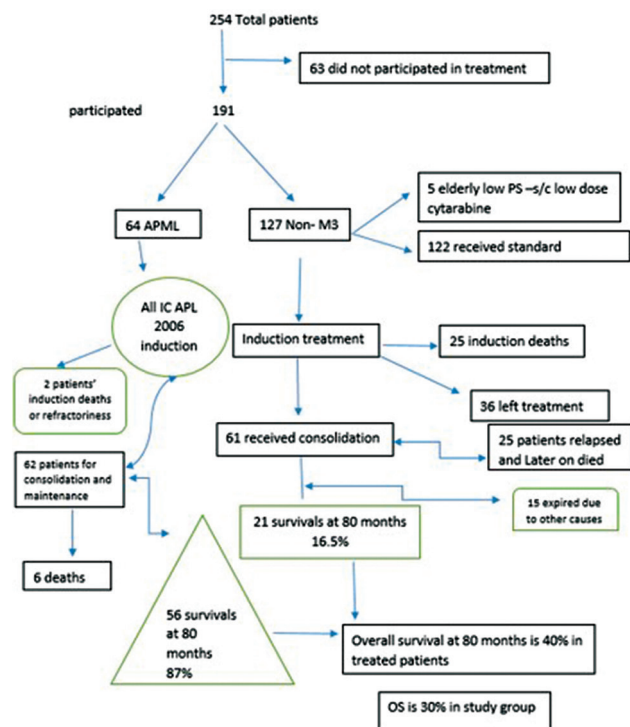 254 Total patients
63 did not participated in treatment
participated
191
5 elderly low PS –s/c low dose
cytarabine
64 APML
127 Non- M3
122 received standard
All IC APL
2006
induction
Induction treatment
25 induction deaths
2 patients'
induction deaths
or refractoriness
36 left treatment
61 received consolidation
25 patients relapsed
and Later on died
62 patients for
consolidation and
maintenance
15 expired due
to other causes
21 survivals at 80 months
16.5%
6 deaths
56 survivals
at 80
months
87%
Overall survival at 80 months is 40% in
treated patients
OS is 30% in study group